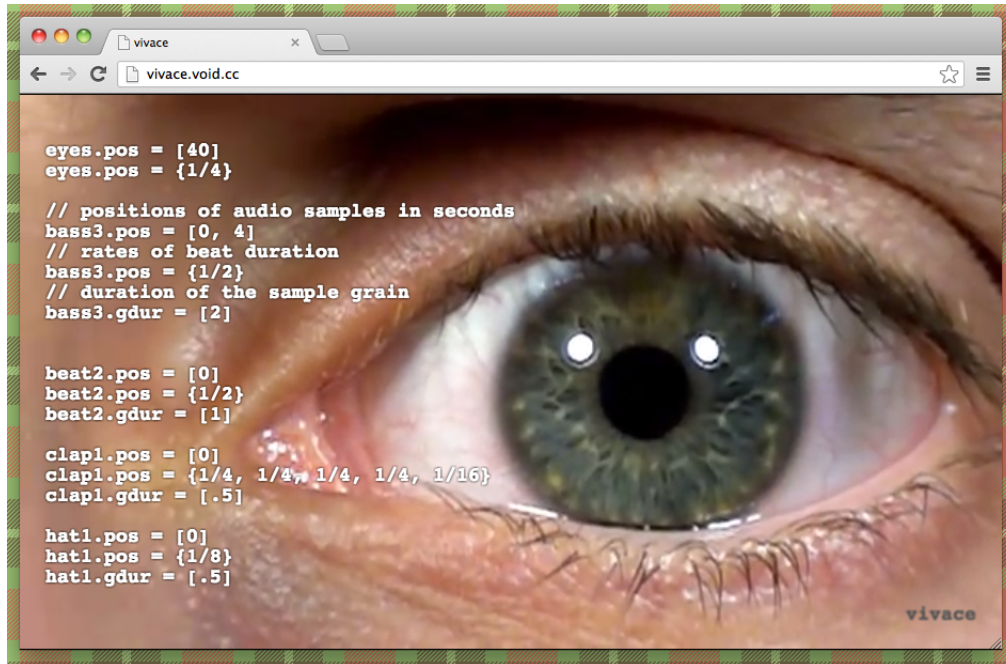 vivace
vivace.void.cc
eyes.pos = [40]
eyes.pos = {1/4}
// positions of audio samples in seconds
bass3.pos = [0, 4]
// rates of beat duration
bass3.pos = {1/2}
// duration of the sample grain
bass3.gdur = [2]
beat2.pos = [0]
beat2.pos = {1/2}
beat2.gdur = [1]
clap1.pos = [0]
clap1.pos = {1/4, 1/4, 1/4, 1/4, 1/16}
clap1.gdur = [.5]
hat1.pos = [0]
hat1.pos = {1/8}
hat1.gdur = [.5]
vivace